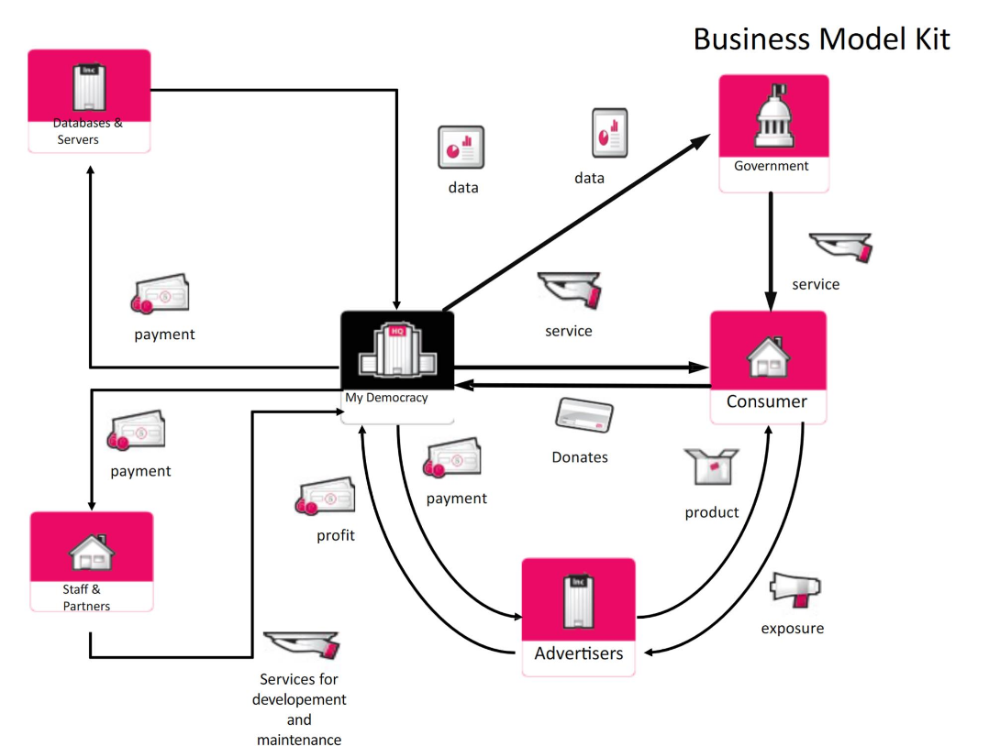 Business Model Kit
Inc
Databases &
Servers
data
data
Government
payment
service
service
HQ
My Democracy
Consumer
payment
Donates
profit
payment
product
Staff &
Partners
Inc
Advertisers
exposure
Services for
developement
and
maintenance